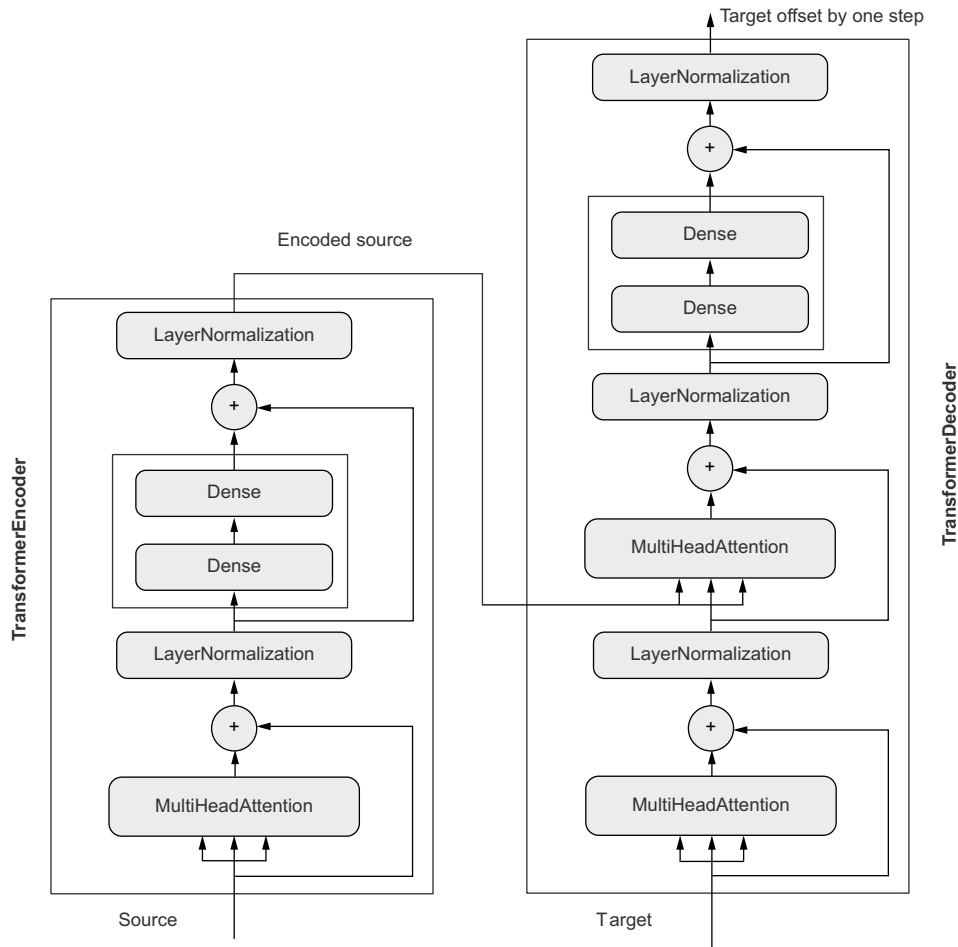 Target offset by one step
LayerNormalization
+
Dense
Dense
LayerNormalization
+
MultiHeadAttention
LayerNormalization
+
MultiHeadAttention
Target
TransformerDecoder
Encoded source
LayerNormalization
+
Dense
Dense
LayerNormalization
+
MultiHeadAttention
Source
TransformerEncoder